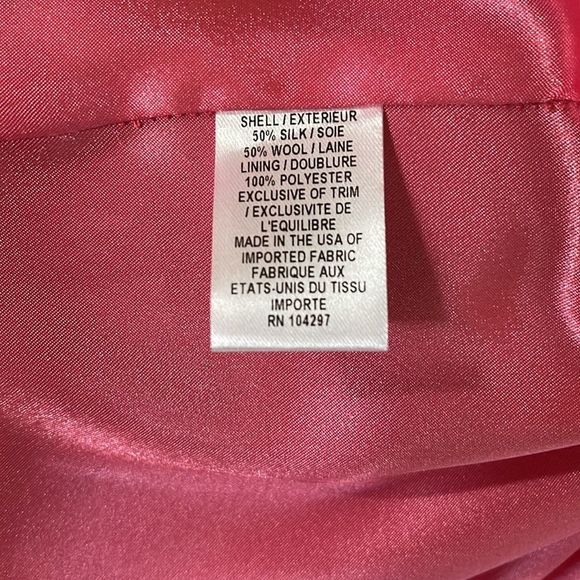 SHELL / EXTERIEUR
50% SILK / SOIE
50% WOOL / LAINE
LINING / DOUBLURE
100% POLYESTER
EXCLUSIVE OF TRIM
/ EXCLUSIVITE DE
L'EQUILIBRE
MADE IN THE USA OF
IMPORTED FABRIC
FABRIQUE AUX
ETATS-UNIS DU TISSU
IMPORTE
RN 104297